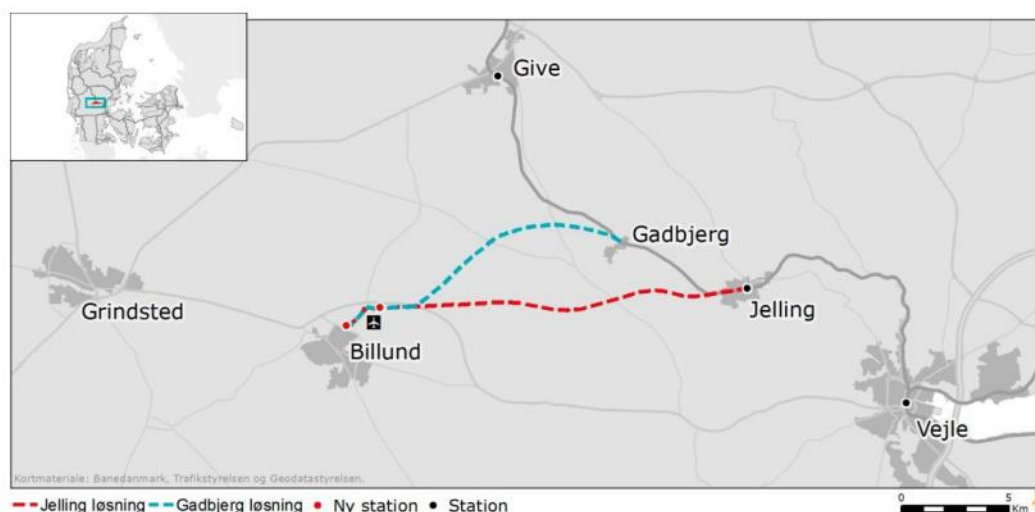 Give
Gadbjerg
Grindsted
Jelling
Billund
Vejle
Kortmateriale: Banedanmark, Trafikstyrelsen og Geodatastyrelsen.
Jelling løsning Gadbjerg løsning Ny station Station
0 5
Km